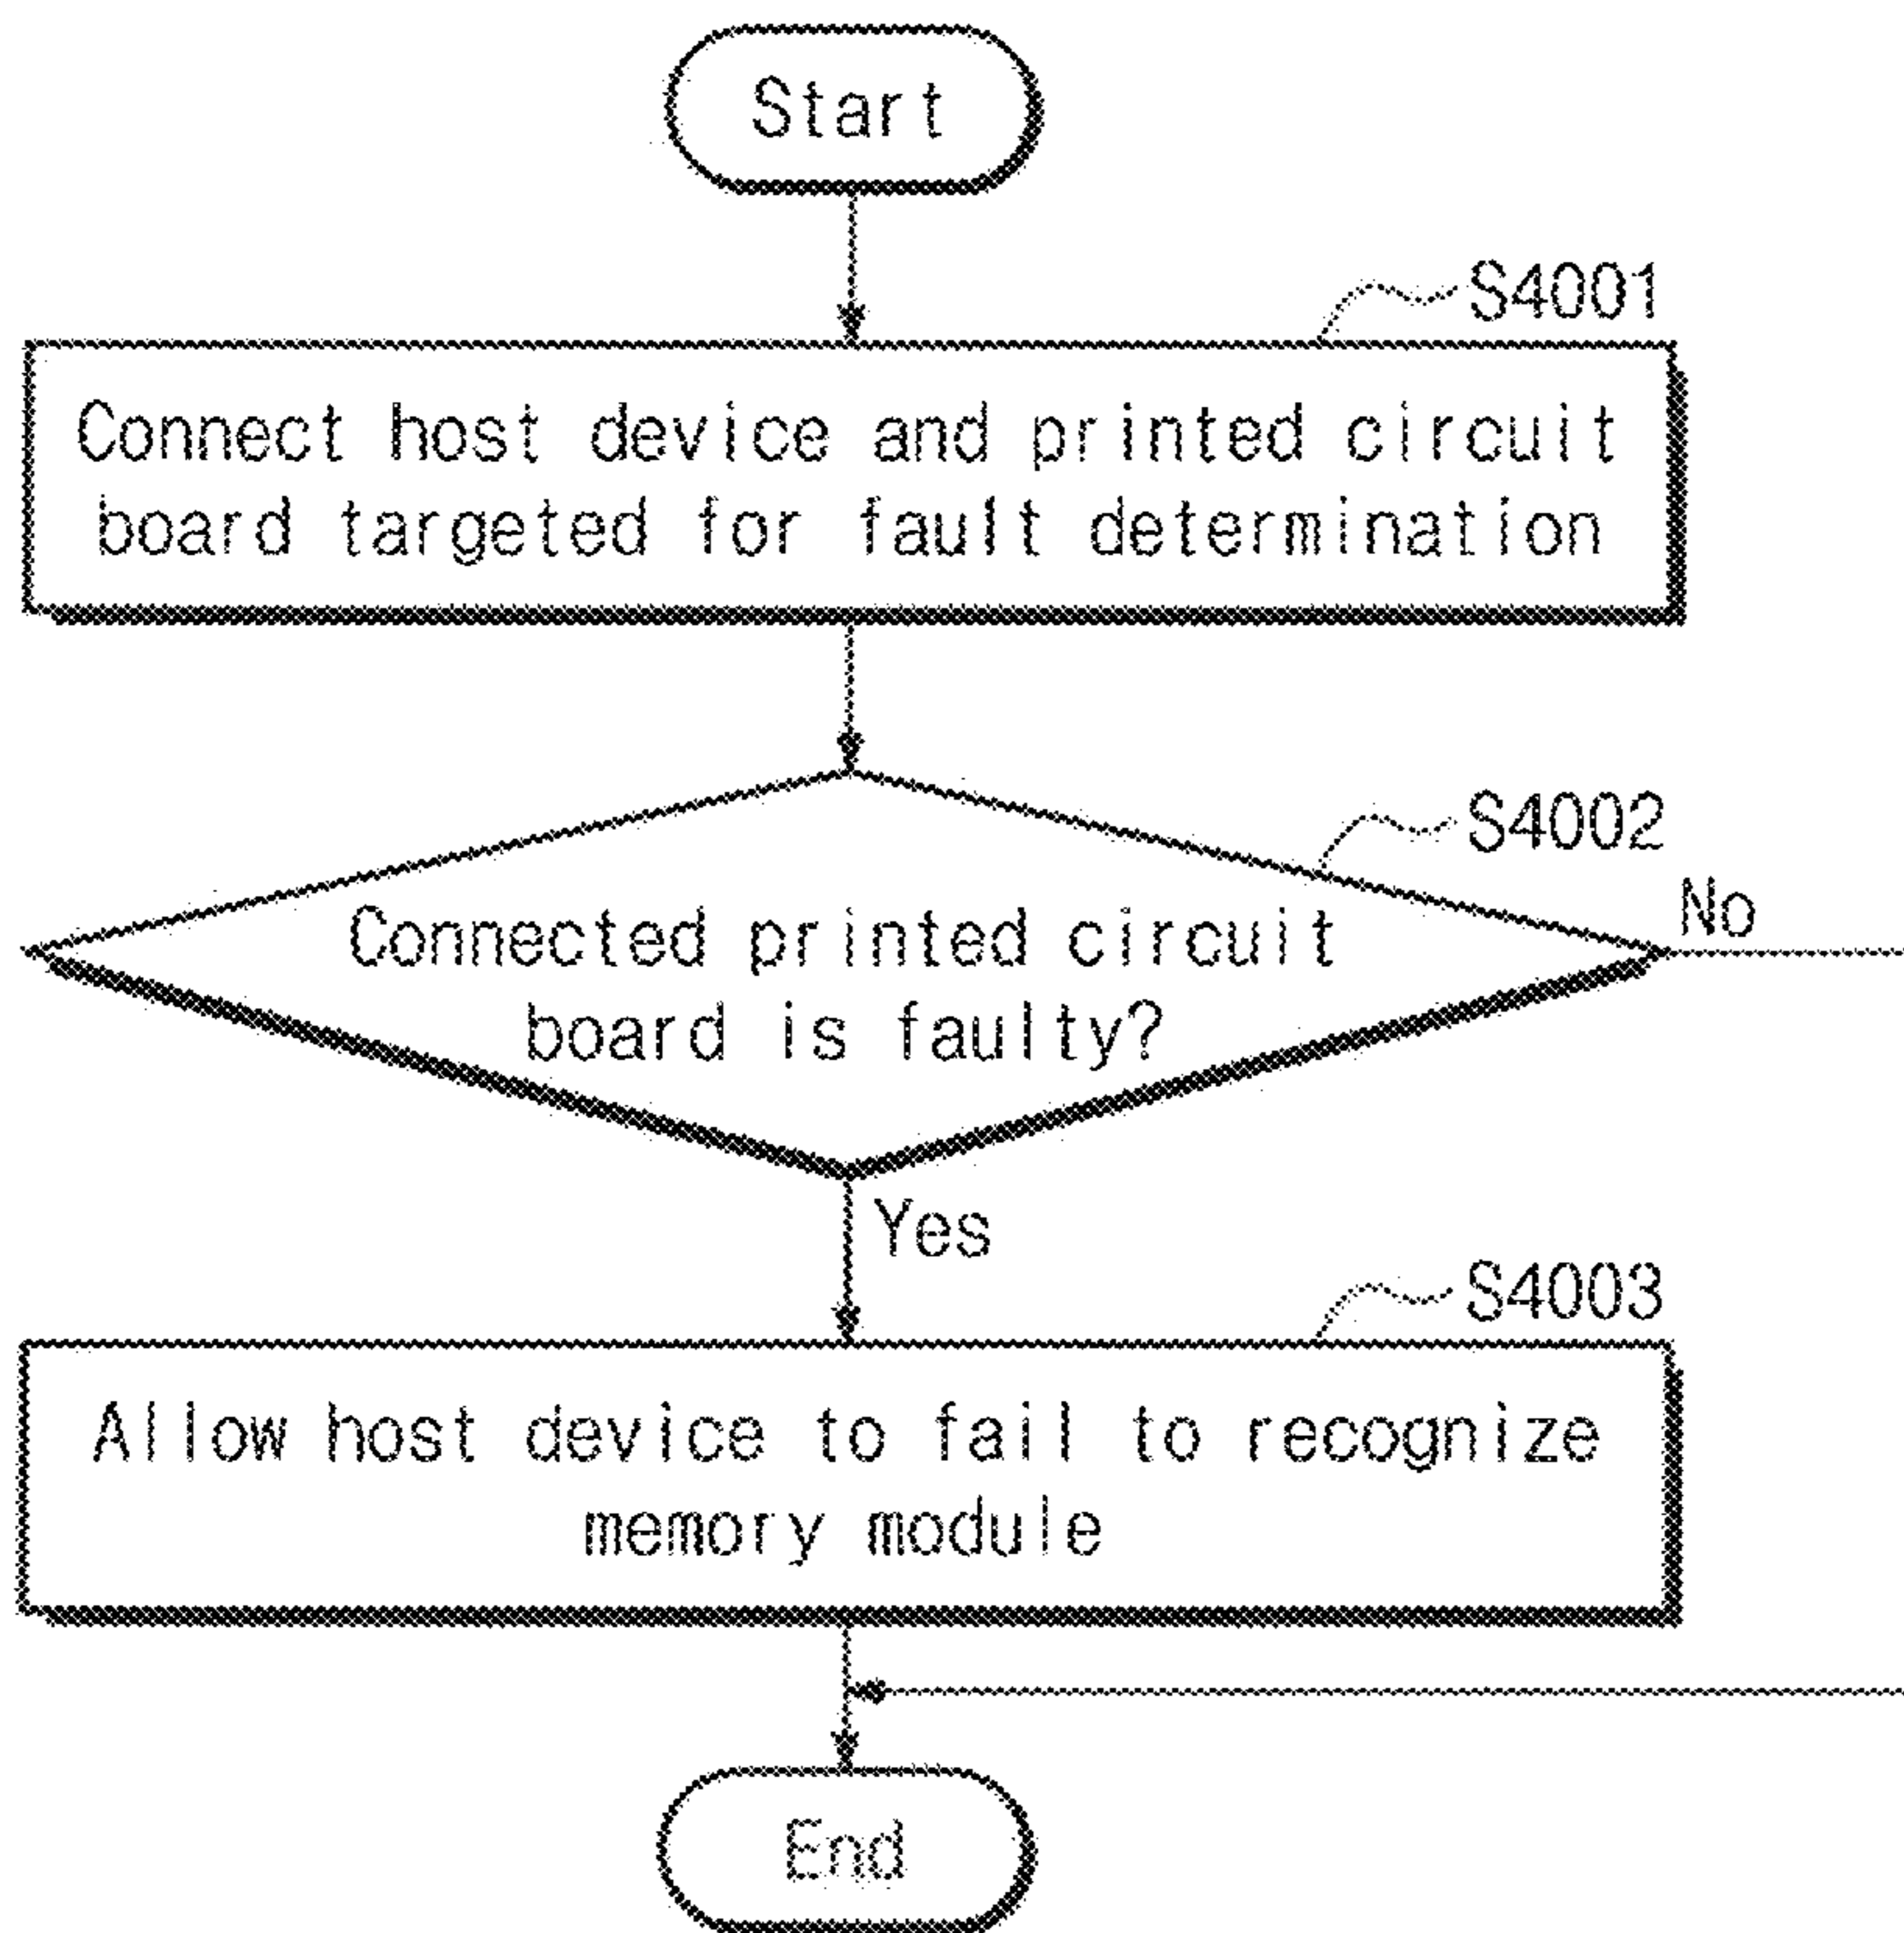 Start
S4001
Connect host device and printed circuit
board targeted for fault determination
S4002
No
Connected printed circuit
board is faulty?
Yes
S4003
Allow host device to fail to recognize
memory module
End